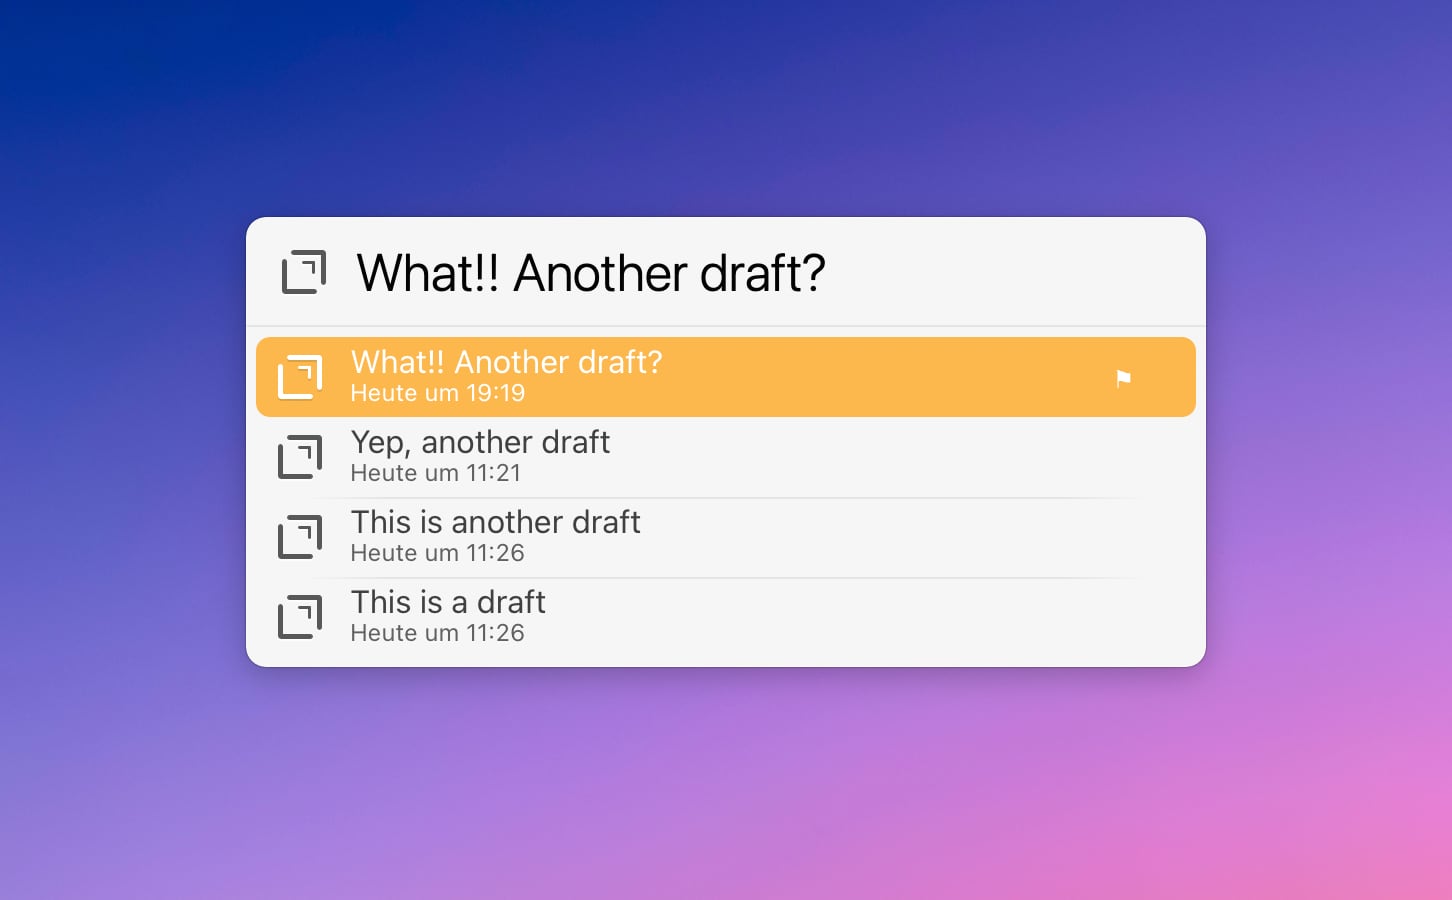 What!! Another draft?
What!! Another draft?
Heute um 19:19
Yep, another draft
Heute um 11:21
This is another draft
Heute um 11:26
This is a draft
Heute um 11:26